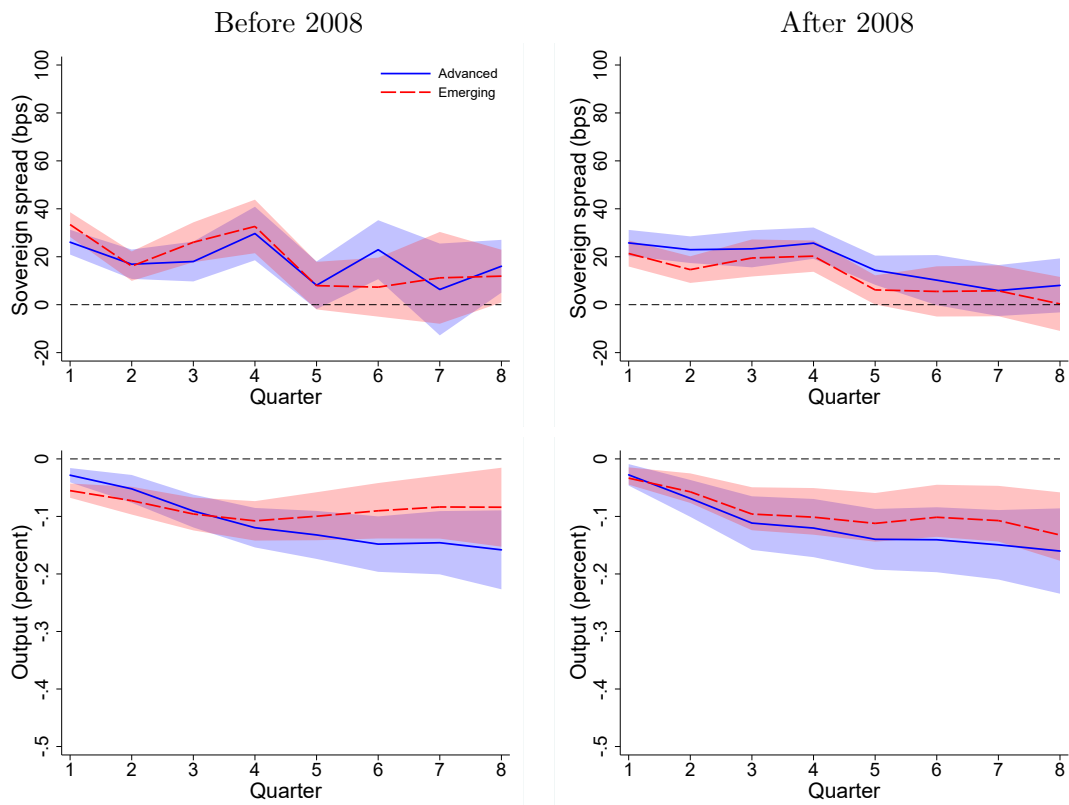 Before 2008
After 2008
Sovereign spread (bps)
100
80
60
40
20
0
-20
Advanced
Emerging
1 2 3 4 5 6 7 8
Quarter
Sovereign spread (bps)
100
80
60
40
20
0
-20
1 2 3 4 5 6 7 8
Quarter
Output (percent)
0
-.1
-.2
-.3
-.4
-.5
1 2 3 4 5 6 7 8
Quarter
Output (percent)
0
-.1
-.2
-.3
-.4
-.5
1 2 3 4 5 6 7 8
Quarter